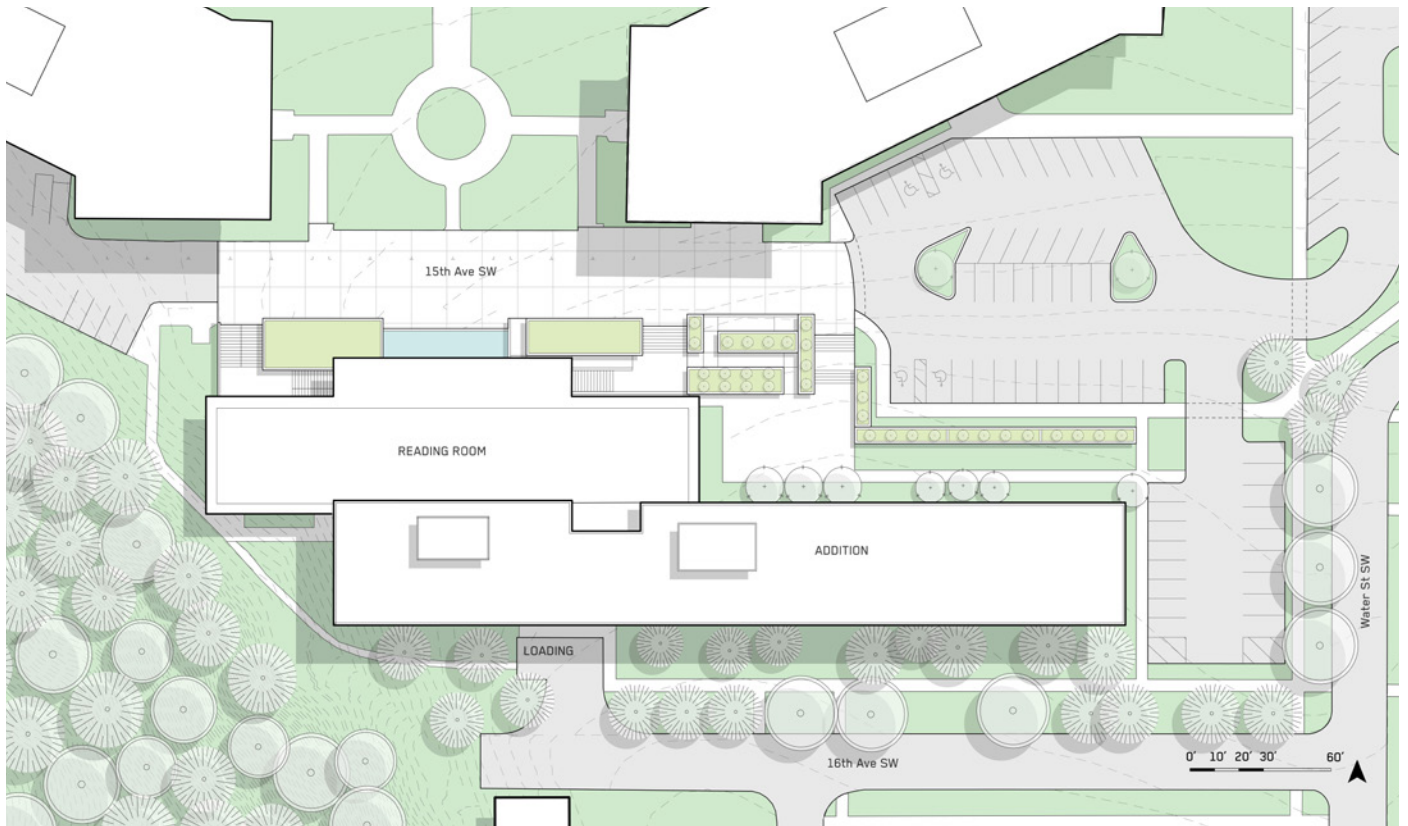 15th Ave SW
READING ROOM
ADDITION
LOADING
Water St SW
16th Ave SW
0' 10' 20' 30' 60'